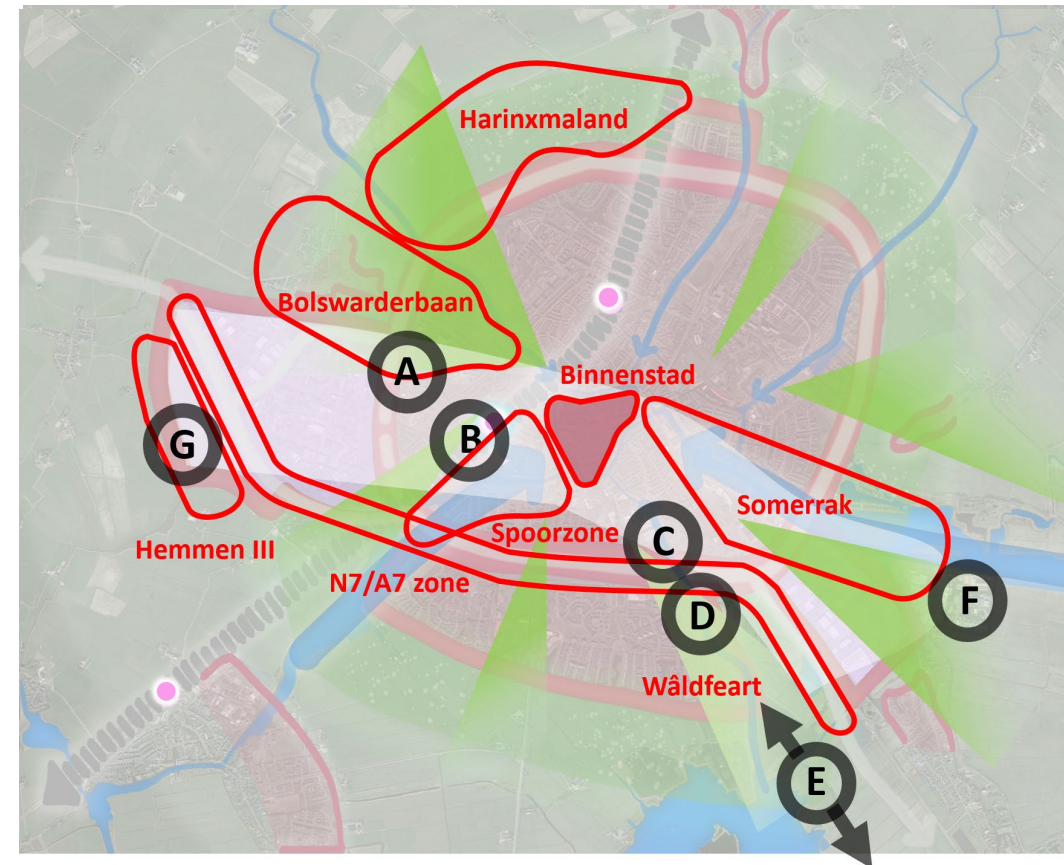 Harinxmaland
Bolswarderbaan
A
Binnenstad
B
G
Somerrak
Spoorzone
C
Hemmen III
N7/A7 zone
D
F
Wâldfeart
E